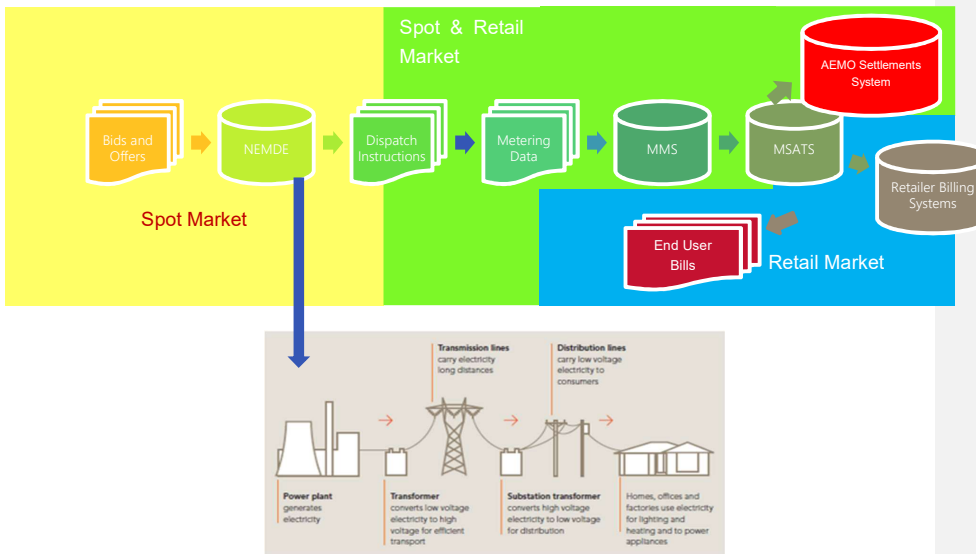 Spot & Retail
Market
AEMO Settlements
System
Bids and
Offers
NEMDE
Dispatch
Instructions
Metering
Data
MMS
MSATS
Retailer Billing
Systems
Spot Market
End User
Bills
Retail Market
Transmission lines
carry electricity
long distances
Distribution lines
carry low voltage
electricity to
consumers
Power plant
generates
electricity
Transformer
converts low voltage
electricity to high
voltage for efficient
transport
Substation transformer
converts high voltage
electricity to low voltage
for distribution
Homes, offices and
factories use electricity
for lighting and
heating and to power
appliances